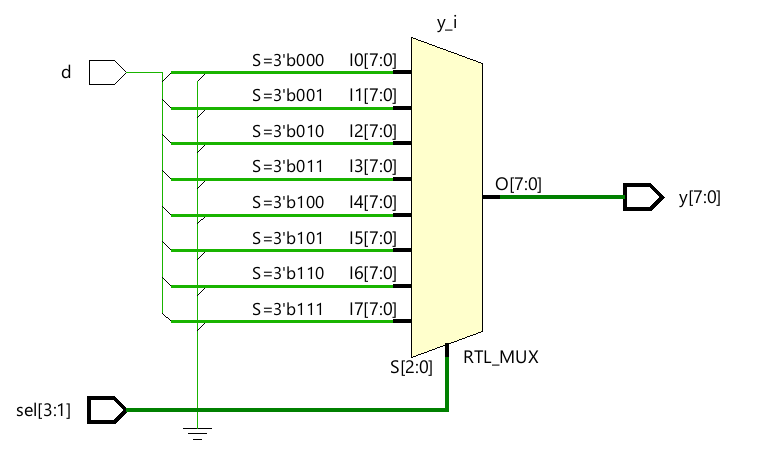 y_i
d
S=3'b000 I0[7:0]
S=3'b001 I1[7:0]
S=3'b010 I2[7:0]
S=3'b011 I3[7:0]
S=3'b100 I4[7:0]
S=3'b101 I5[7:0]
S=3'b110 I6[7:0]
S=3'b111 I7[7:0]
O[7:0]
y[7:0]
S[2:0]
RTL_MUX
sel[3:1]